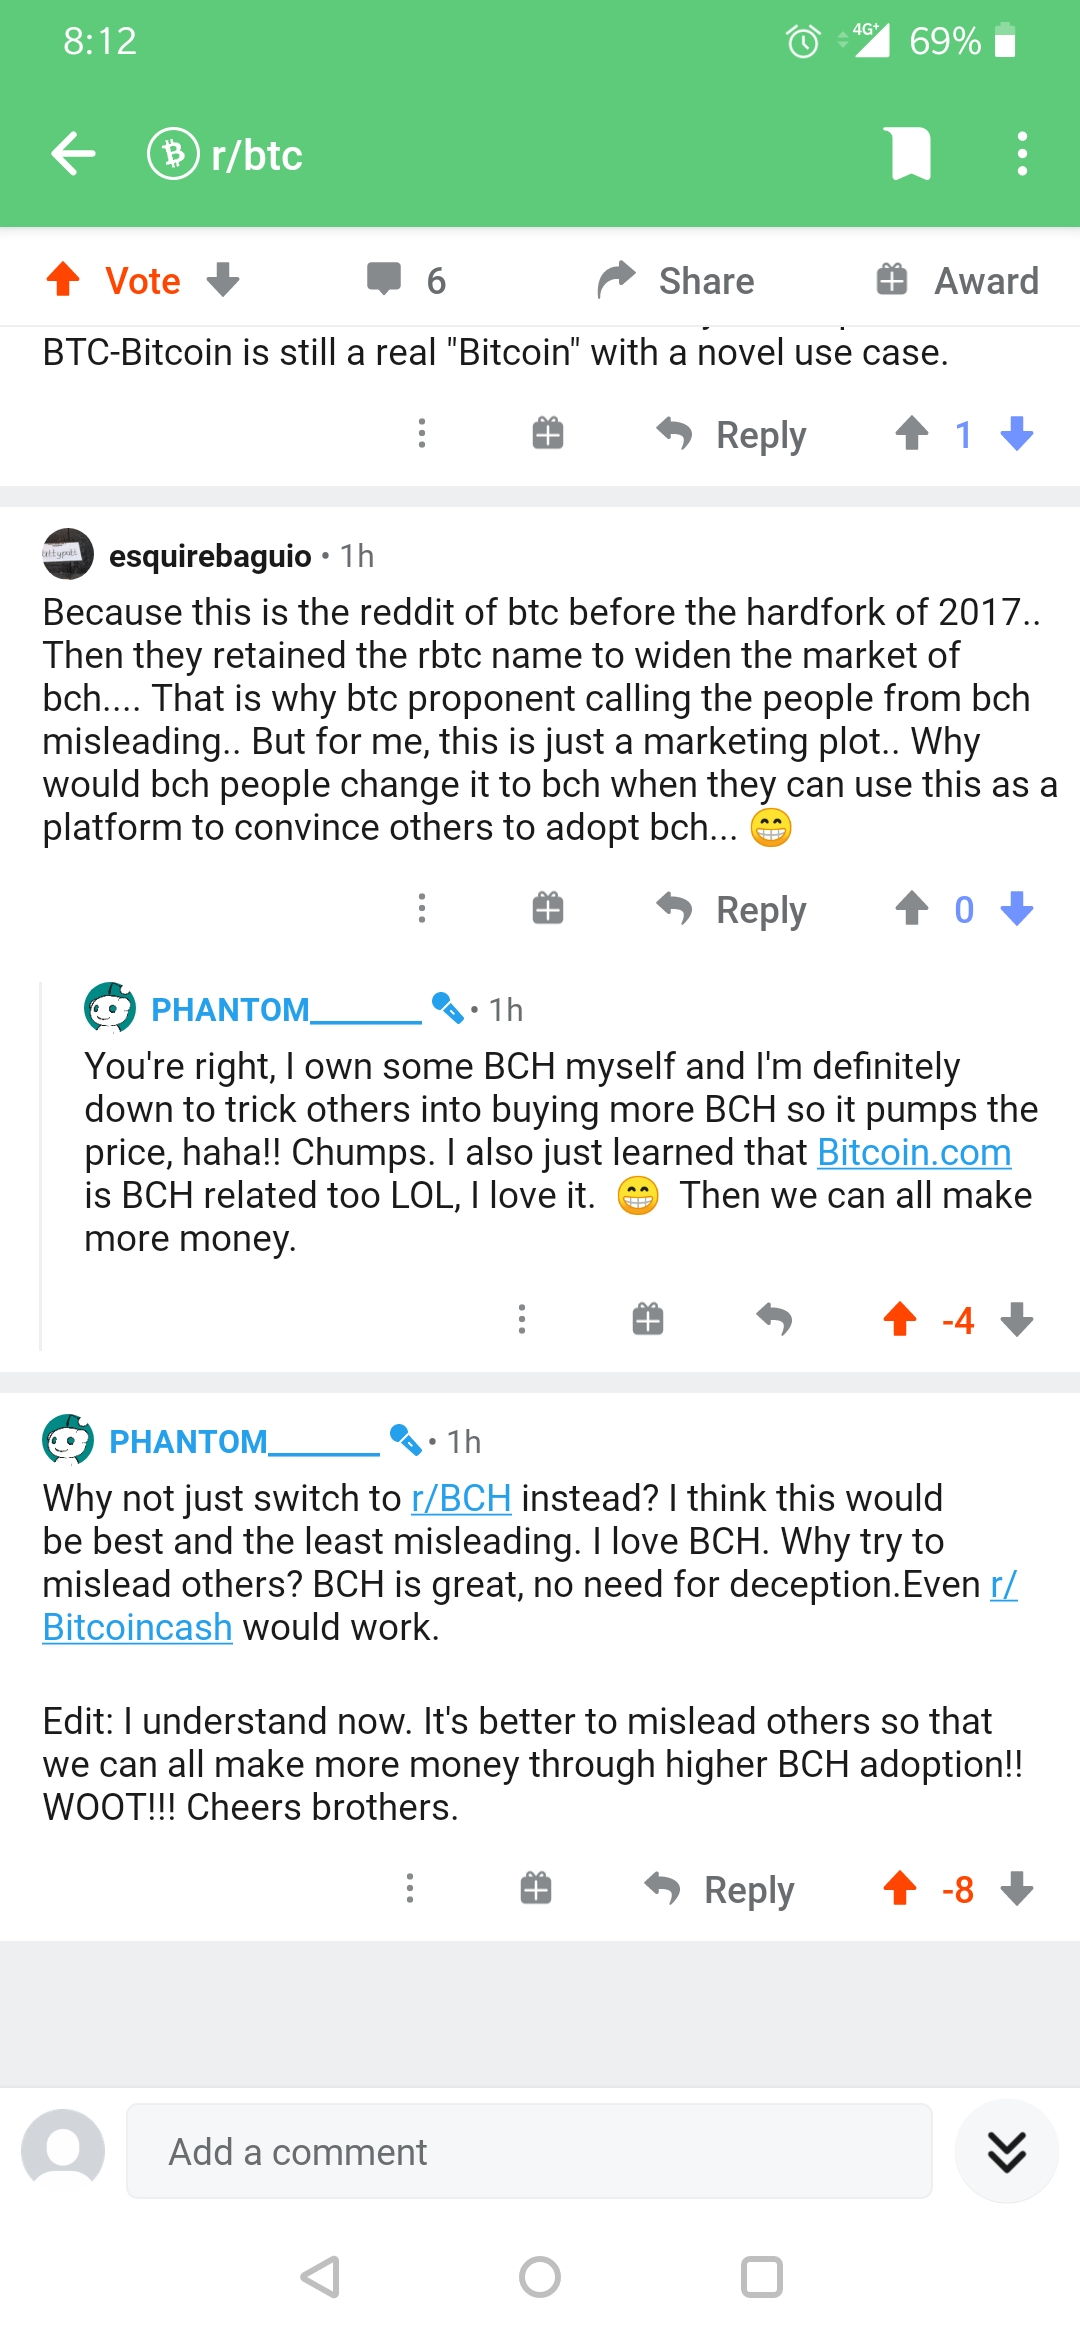 8:12
4G+ 69%
r/btc
Vote 6 Share Award
BTC-Bitcoin is still a real "Bitcoin" with a novel use case.
Reply 1
esquirebaguio • 1h
Because this is the reddit of btc before the hardfork of 2017..
Then they retained the rbtc name to widen the market of
bch.... That is why btc proponent calling the people from bch
misleading.. But for me, this is just a marketing plot.. Why
would bch people change it to bch when they can use this as a
platform to convince others to adopt bch... 😁
Reply 0
PHANTOM_______ • 1h
You're right, I own some BCH myself and I'm definitely
down to trick others into buying more BCH so it pumps the
price, haha!! Chumps. I also just learned that Bitcoin.com
is BCH related too LOL, I love it. 😁 Then we can all make
more money.
-4
PHANTOM_______ • 1h
Why not just switch to r/BCH instead? I think this would
be best and the least misleading. I love BCH. Why try to
mislead others? BCH is great, no need for deception.Even r/
Bitcoincash would work.
Edit: I understand now. It's better to mislead others so that
we can all make more money through higher BCH adoption!!
WOOT!!! Cheers brothers.
Reply -8
Add a comment